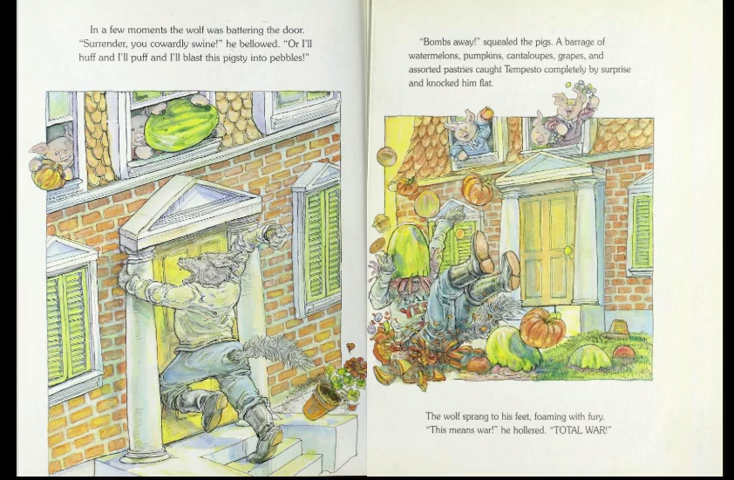 In a few moments the wolf was battering the door.
“Surrender, you cowardly swine!” he bellowed. “Or I’ll
huff and I’ll puff and I’ll blast this pigsty into pebbles!”
“Bombs away!” squealed the pigs. A barrage of
watermelons, pumpkins, cantaloupes, grapes, and
assorted pastries caught Tempesto completely by surprise
and knocked him flat.
The wolf sprang to his feet, foaming with fury.
“This means war!” he hollered. “TOTAL WAR!”